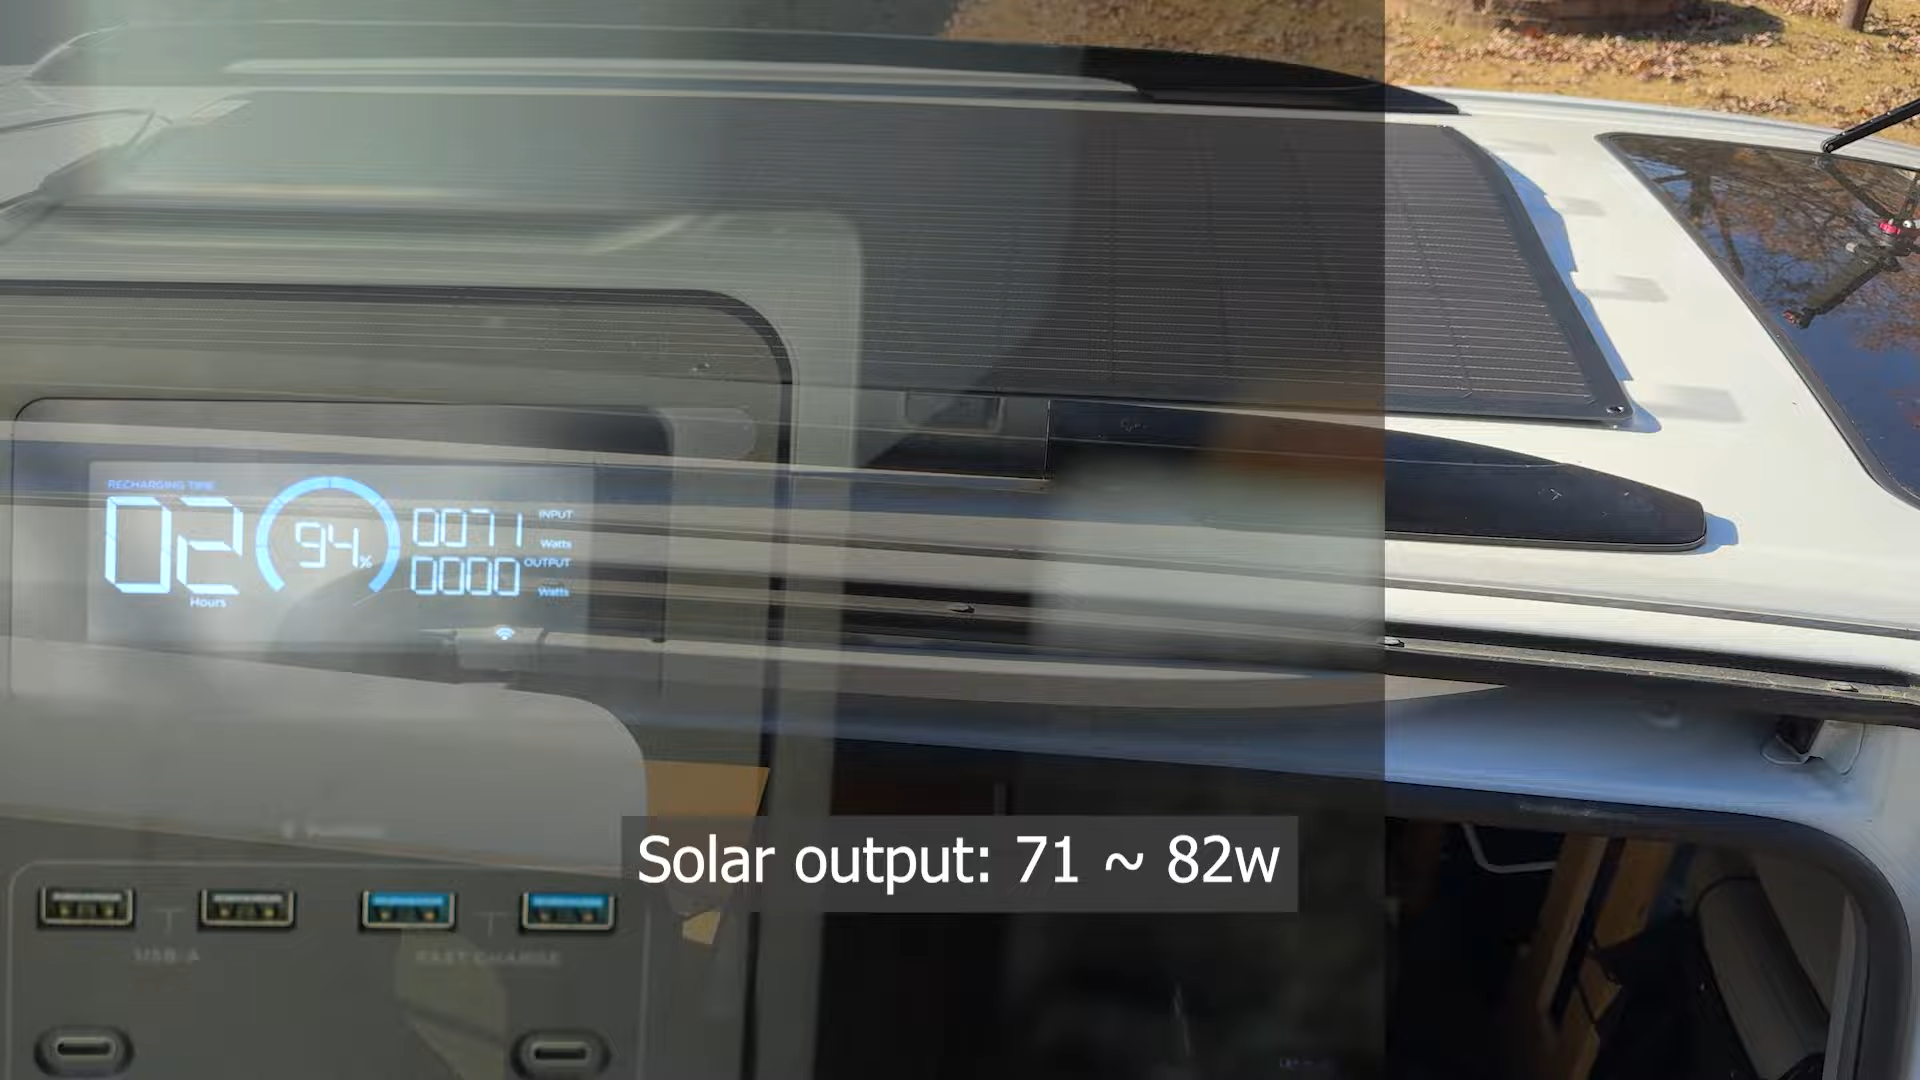 RECHARGING TIME
02
Hours
94%
0071
INPUT
Watts
0000
OUTPUT
Watts
Solar output: 71 ~ 82w
USB-A
FAST CHARGE